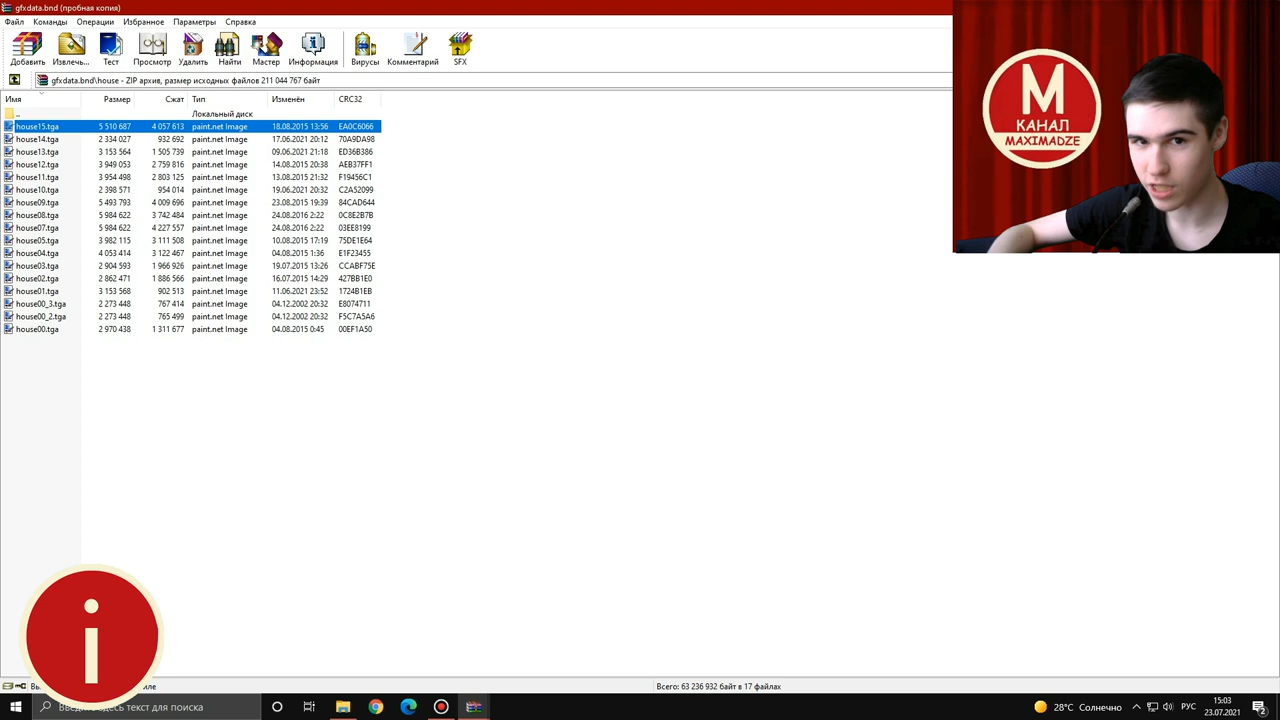 gfxdata.bnd (пробная копия)
Файл Команды Операции Избранное Параметры Справка
Добавить Извлечь... Тест Просмотр Удалить Найти Мастер Информация Вирусы Комментарий SFX
gfxdata.bnd\house - ZIP архив, размер исходных файлов 211 044 767 байт
Имя Размер Сжат Тип Изменён CRC32
.. Локальный диск
house15.tga 5 510 687 4 057 613 paint.net Image 18.08.2015 13:56 EA0C6066
house14.tga 2 334 027 932 692 paint.net Image 17.06.2021 20:12 70A9DA98
house13.tga 3 153 564 1 505 739 paint.net Image 09.06.2021 21:18 ED36B386
house12.tga 3 949 053 2 759 816 paint.net Image 14.08.2015 20:38 AEB37FF1
house11.tga 3 954 498 2 803 125 paint.net Image 13.08.2015 21:32 F19456C1
house10.tga 2 398 571 954 014 paint.net Image 19.06.2021 20:32 C2A52099
house09.tga 5 493 793 4 009 696 paint.net Image 23.08.2015 19:39 84CAD644
house08.tga 5 984 622 3 742 484 paint.net Image 24.08.2016 2:22 0C8E2B7B
house07.tga 5 984 622 4 227 557 paint.net Image 24.08.2016 2:22 03EE8199
house05.tga 3 982 115 3 111 508 paint.net Image 10.08.2015 17:19 75DE1E64
house04.tga 4 053 414 3 122 467 paint.net Image 04.08.2015 1:36 E1F23455
house03.tga 2 904 593 1 966 926 paint.net Image 19.07.2015 13:26 CCABF75E
house02.tga 2 862 471 1 886 566 paint.net Image 16.07.2015 14:29 427BB1E0
house01.tga 3 153 568 902 513 paint.net Image 11.06.2021 23:52 1724B1EB
house00_3.tga 2 273 448 767 414 paint.net Image 04.12.2002 20:32 E8074711
house00_2.tga 2 273 448 765 499 paint.net Image 04.12.2002 20:32 F5C7A5A6
house00.tga 2 970 438 1 311 677 paint.net Image 04.08.2015 0:45 00EF1A50
М
КАНАЛ
MAXIMADZE
i
Всего: 63 236 932 байт в 17 файлах
Введите здесь текст для поиска
28°C Солнечно
РУС
15:03
23.07.2021
2